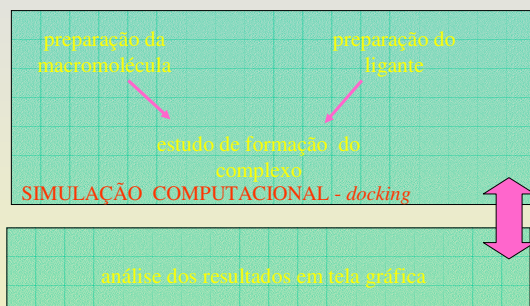 preparação da
macromolécula
preparação do
ligante
estudo de formação do
complexo
SIMULAÇÃO COMPUTACIONAL - docking
análise dos resultados em tela gráfica